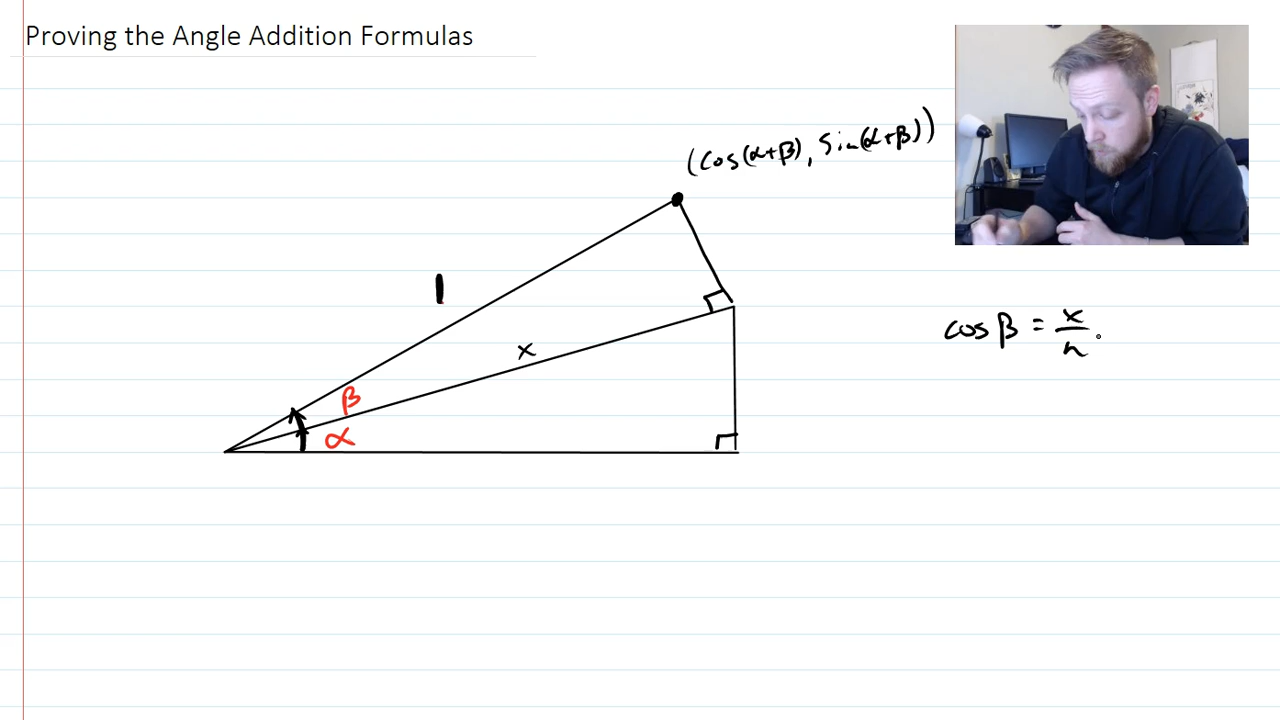 Proving the Angle Addition Formulas
(cos(α+β), sin(α+β))
1
cos β = x/h
x
β
α